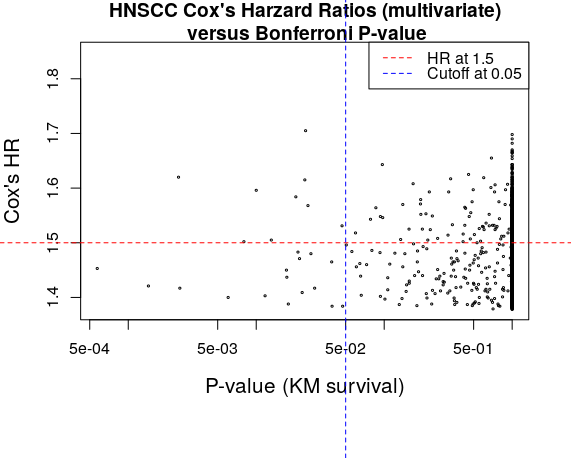 HNSCC Cox's Harzard Ratios (multivariate)
versus Bonferroni P-value
HR at 1.5
Cutoff at 0.05
Cox's HR
1.8
1.7
1.6
1.5
1.4
5e-04
5e-03
5e-02
5e-01
P-value (KM survival)